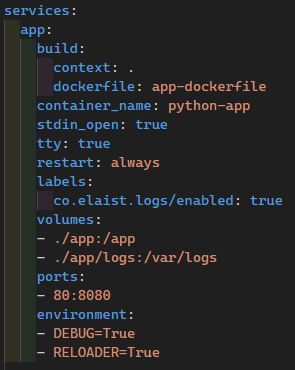 services:
  app:
    build:
      context: .
      dockerfile: app-dockerfile
    container_name: python-app
    stdin_open: true
    tty: true
    restart: always
    labels:
      co.elaist.logs/enabled: true
    volumes:
    - ./app:/app
    - ./app/logs:/var/logs
    ports:
    - 80:8080
    environment:
    - DEBUG=True
    - RELOADER=True